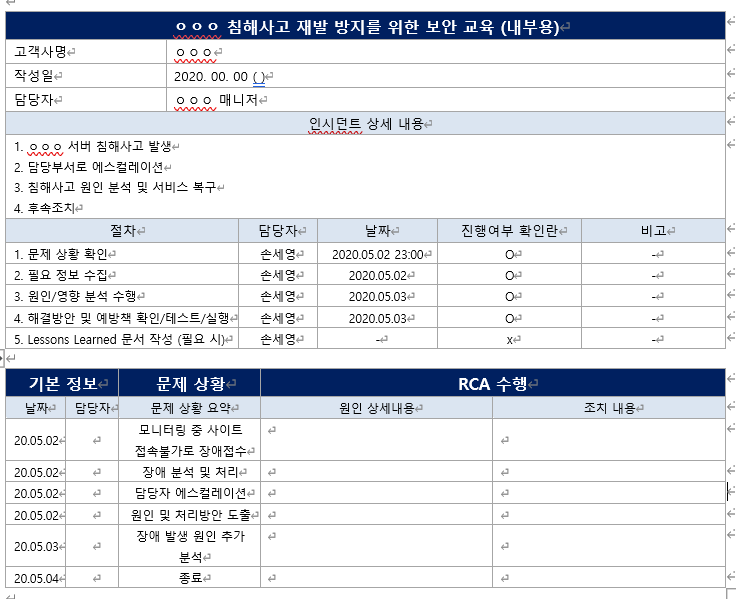 ㅇㅇㅇ 침해사고 재발 방지를 위한 보안 교육 (내부용)
고객사명 ㅇㅇㅇ
작성일 2020. 00. 00 ( )
담당자 ㅇㅇㅇ 매니저
인시던트 상세 내용
1. ㅇㅇㅇ 서버 침해사고 발생
2. 담당부서로 에스컬레이션
3. 침해사고 원인 분석 및 서비스 복구
4. 후속조치
절차 담당자 날짜 진행여부 확인란 비고
1. 문제 상황 확인 손세영 2020.05.02 23:00 O -
2. 필요 정보 수집 손세영 2020.05.02 O -
3. 원인/영향 분석 수행 손세영 2020.05.03 O -
4. 해결방안 및 예방책 확인/테스트/실행 손세영 2020.05.03 O -
5. Lessons Learned 문서 작성 (필요 시) 손세영 - x -
기본 정보 문제 상황 RCA 수행
날짜 담당자 문제 상황 요약 원인 상세내용 조치 내용
20.05.02 모니터링 중 사이트
접속불가로 장애접수
20.05.02 장애 분석 및 처리
20.05.02 담당자 에스컬레이션
20.05.02 원인 및 처리방안 도출
20.05.03 장애 발생 원인 추가
분석
20.05.04 종료